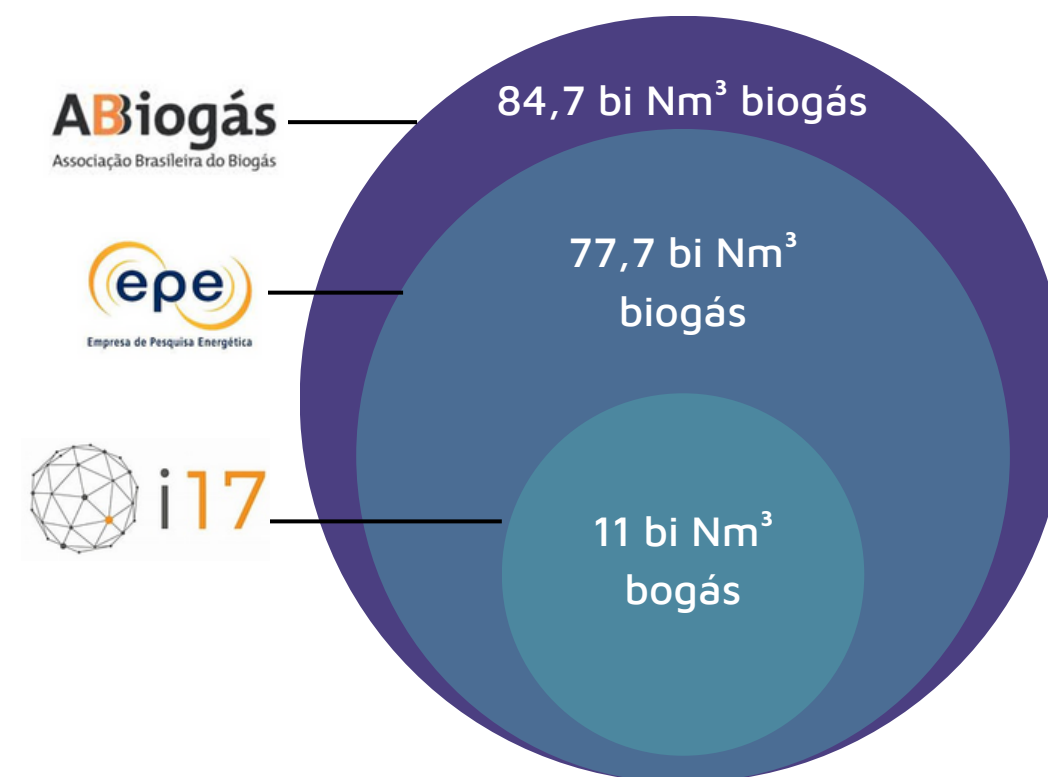 ABiogás
Associação Brasileira do Biogás
84,7 bi Nm³ biogás
epe
Empresa de Pesquisa Energética
77,7 bi Nm³
biogás
i17
11 bi Nm³
bogás